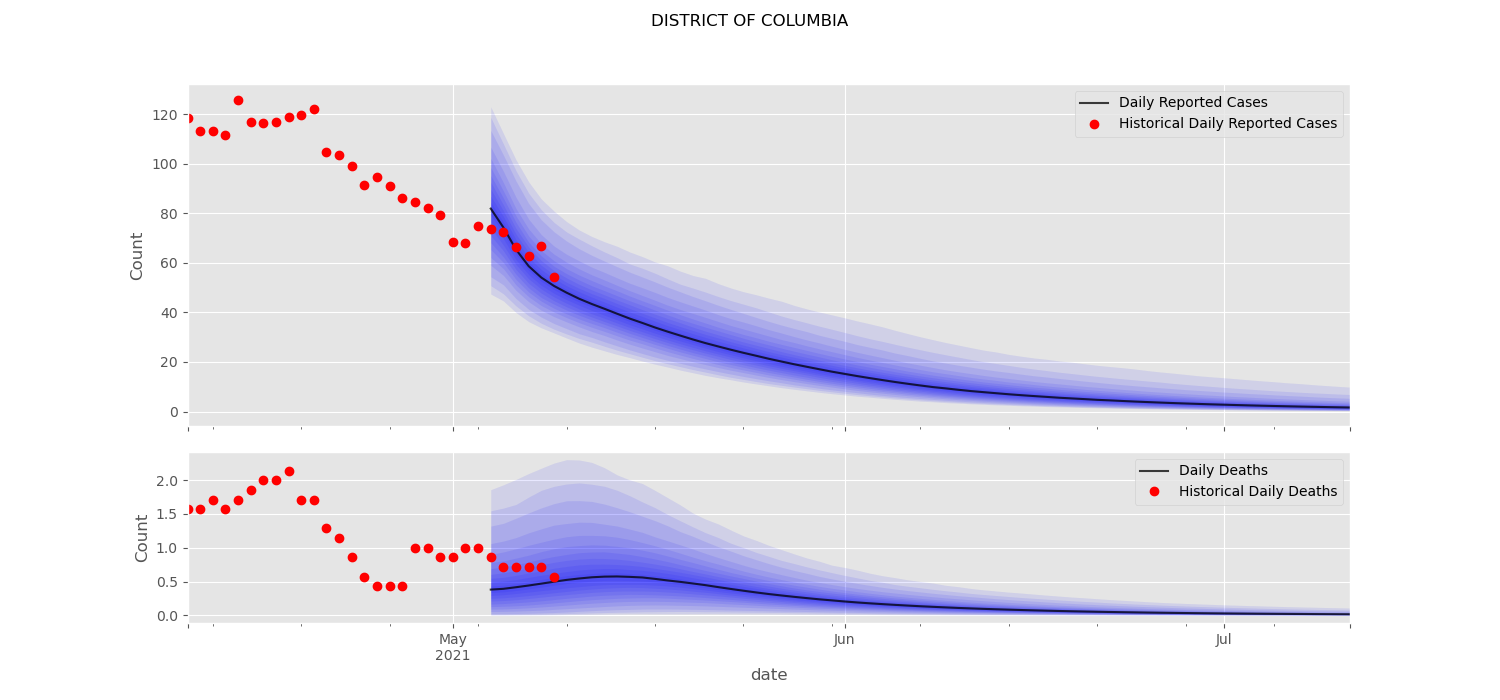 DISTRICT OF COLUMBIA
120
100
80
60
40
20
0
Count
Daily Reported Cases
Historical Daily Reported Cases
2.0
1.5
1.0
0.5
0.0
Count
Daily Deaths
Historical Daily Deaths
May
2021
Jun
Jul
date